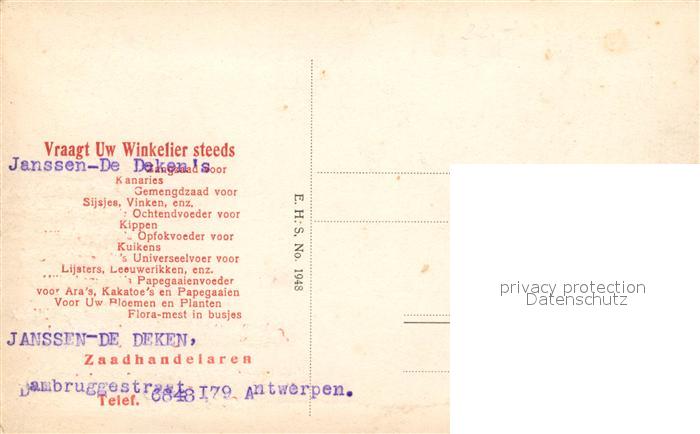 Vraagt Uw Winkelier steeds
Janssen-De Deken's
Zangzaad voor
Kanaries
Gemengdzaad voor
Sijsjes, Vinken, enz.
Ochtendvoeder voor
Kippen
Opfokvoeder voor
Kuikens
's Universeelvoer voor
Lijsters, Leeuwerikken, enz.
Papegaaienvoeder
voor Ara's, Kakatoe's en Papegaaien
Voor Uw Bloemen en Planten
Flora-mest in busjes
JANSSEN-DE DEKEN,
Zaadhandelaren
Dambruggestraat 179 Antwerpen.
Telef.
E. H. S. No. 1948
privacy protection
Datenschutz